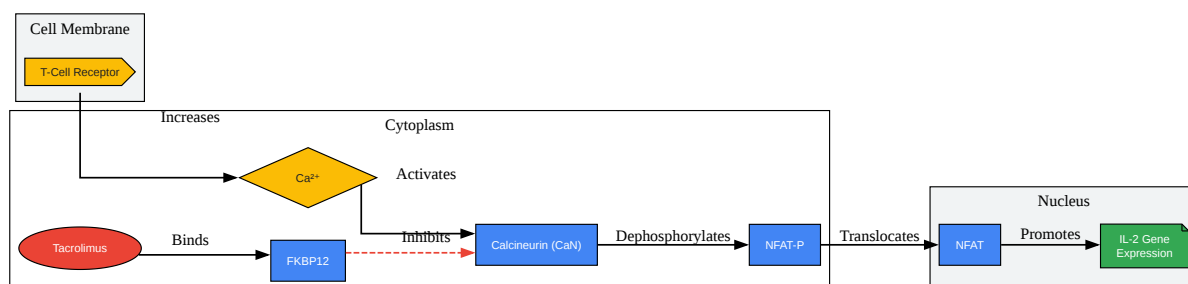 Cell Membrane
T-Cell Receptor
Increases
Cytoplasm
Ca²⁺
Activates
Tacrolimus
Binds
FKBP12
Inhibits
Calcineurin (CaN)
Dephosphorylates
NFAT-P
Translocates
Nucleus
NFAT
Promotes
IL-2 Gene
Expression